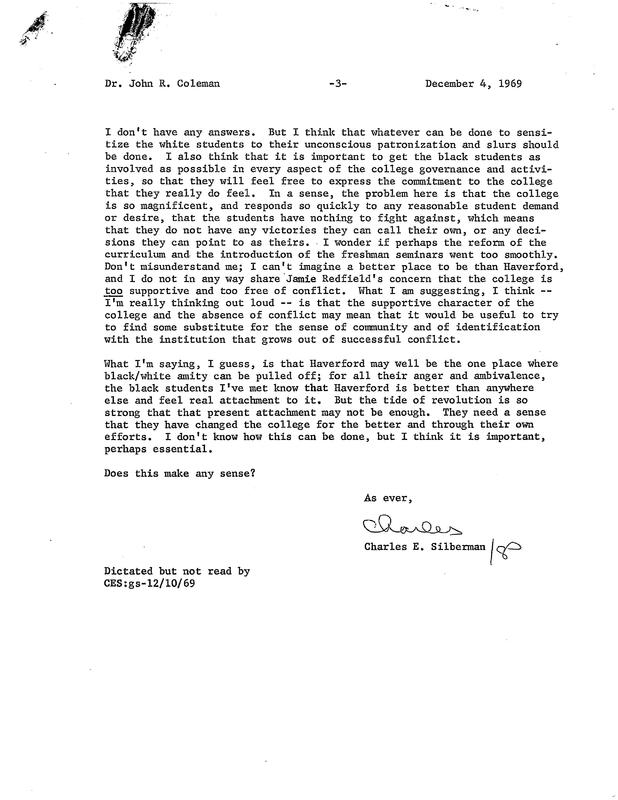 Dr. John R. Coleman -3- December 4, 1969
I don't have any answers. But I think that whatever can be done to sensi-
tize the white students to their unconscious patronization and slurs should
be done. I also think that it is important to get the black students as
involved as possible in every aspect of the college governance and activi-
ties, so that they will feel free to express the commitment to the college
that they really do feel. In a sense, the problem here is that the college
is so magnificent, and responds so quickly to any reasonable student demand
or desire, that the students have nothing to fight against, which means
that they do not have any victories they can call their own, or any deci-
sions they can point to as theirs. I wonder if perhaps the reform of the
curriculum and the introduction of the freshman seminars went too smoothly.
Don't misunderstand me; I can't imagine a better place to be than Haverford,
and I do not in any way share Jamie Redfield's concern that the college is
too supportive and too free of conflict. What I am suggesting, I think --
I'm really thinking out loud -- is that the supportive character of the
college and the absence of conflict may mean that it would be useful to try
to find some substitute for the sense of community and of identification
with the institution that grows out of successful conflict.
What I'm saying, I guess, is that Haverford may well be the one place where
black/white amity can be pulled off; for all their anger and ambivalence,
the black students I've met know that Haverford is better than anywhere
else and feel real attachment to it. But the tide of revolution is so
strong that that present attachment may not be enough. They need a sense
that they have changed the college for the better and through their own
efforts. I don't know how this can be done, but I think it is important,
perhaps essential.
Does this make any sense?
As ever,
Charles
Charles E. Silberman /gs
Dictated but not read by
CES:gs-12/10/69